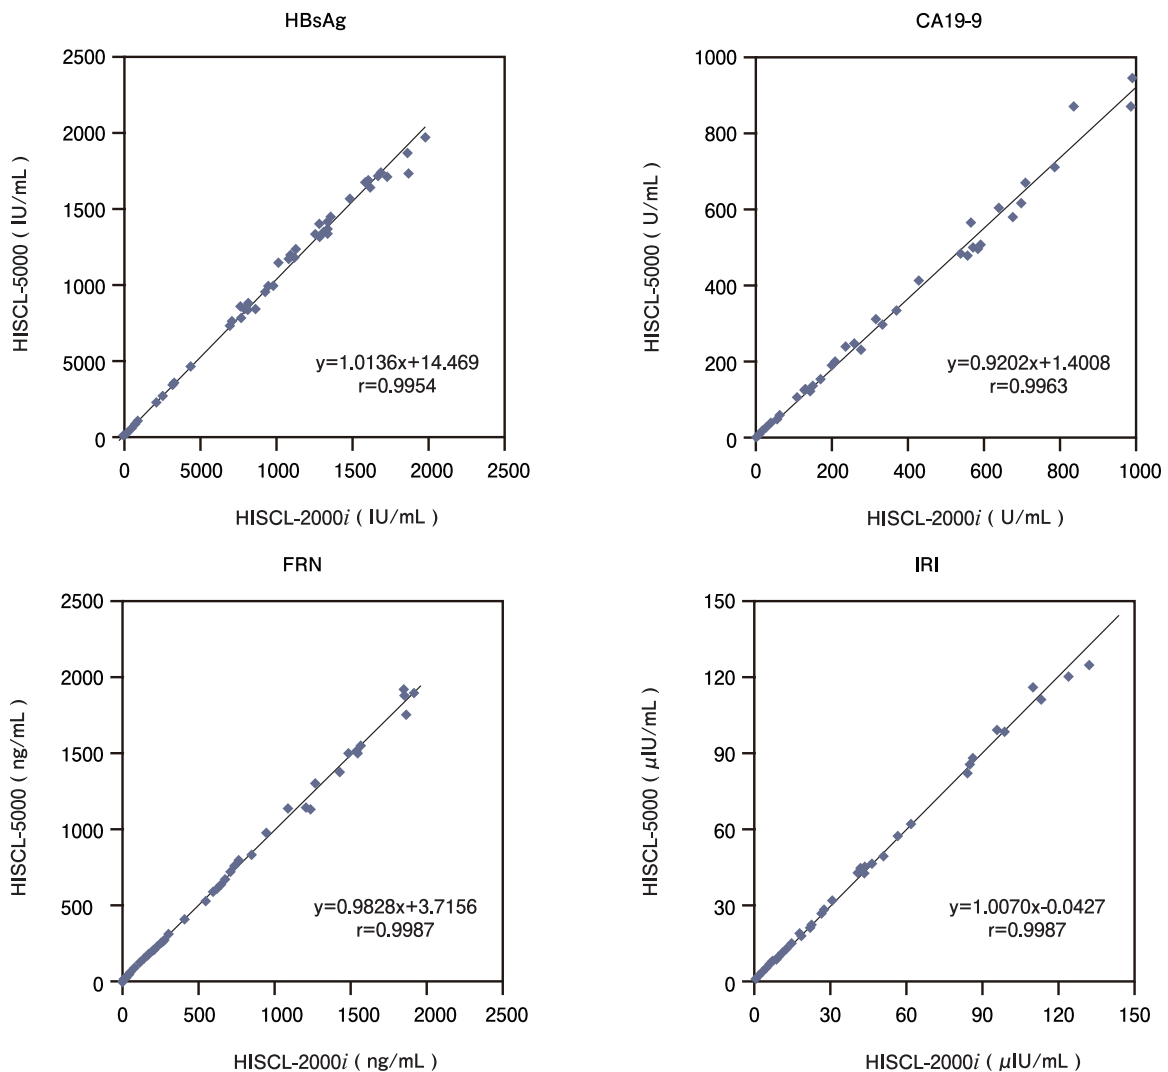 HBsAg
2500
2000
1500
1000
5000
0
0
5000
1000
1500
2000
2500
HISCL-5000 ( IU/mL )
HISCL-2000i ( IU/mL )
y=1.0136x+14.469
r=0.9954
CA19-9
1000
800
600
400
200
0
0
200
400
600
800
1000
HISCL-5000 ( U/mL )
HISCL-2000i ( U/mL )
y=0.9202x+1.4008
r=0.9963
FRN
2500
2000
1500
1000
500
0
0
500
1000
1500
2000
2500
HISCL-5000 ( ng/mL )
HISCL-2000i ( ng/mL )
y=0.9828x+3.7156
r=0.9987
IRI
150
120
90
60
30
0
0
30
60
90
120
150
HISCL-5000 ( μIU/mL )
HISCL-2000i ( μIU/mL )
y=1.0070x-0.0427
r=0.9987